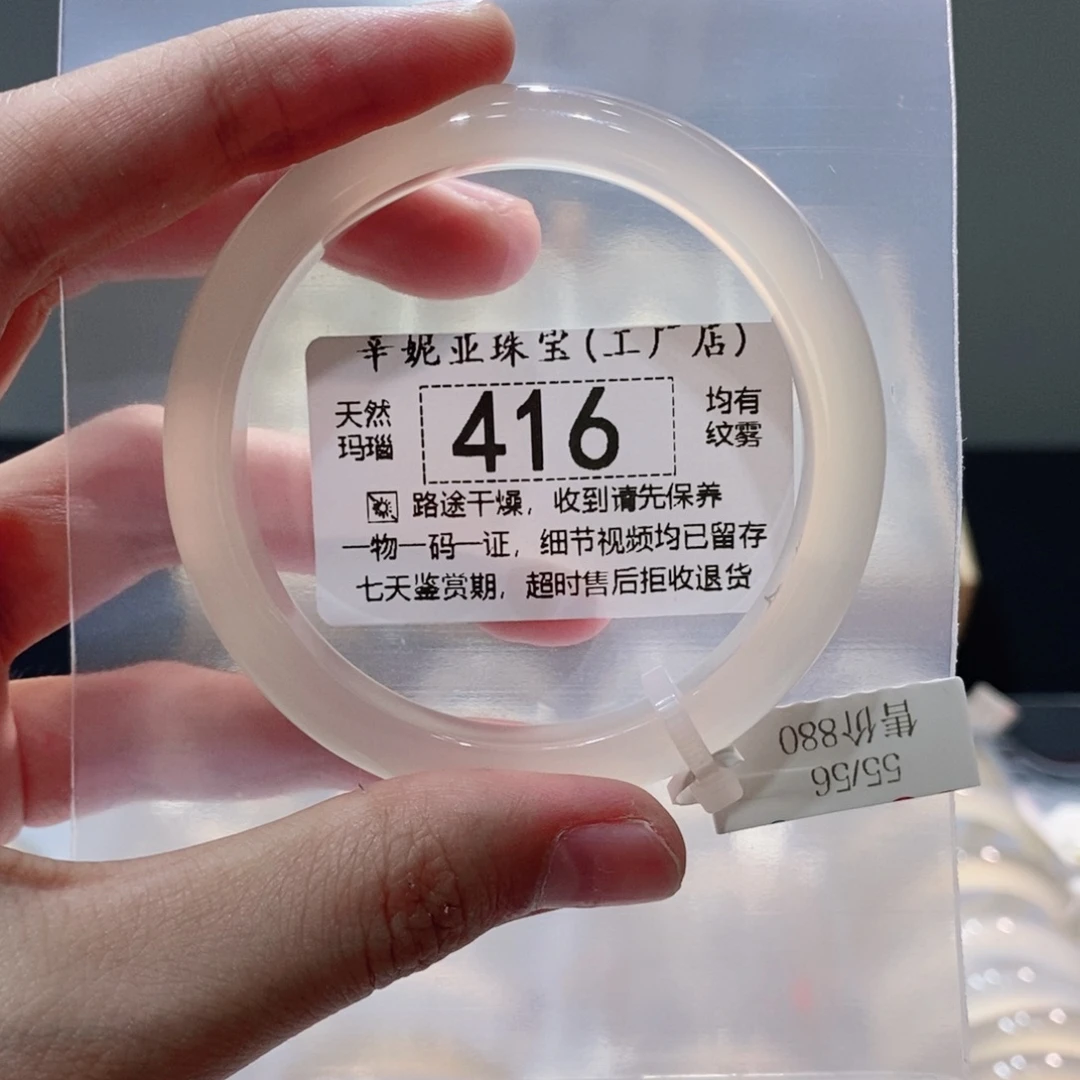 辛妮亚珠宝(工厂店)
天然
玛瑙
416
均有
纹雾
路途干燥，收到请先保养
一物一码一证，细节视频均已留存
七天鉴赏期，超时售后拒收退货
55/56
售价880